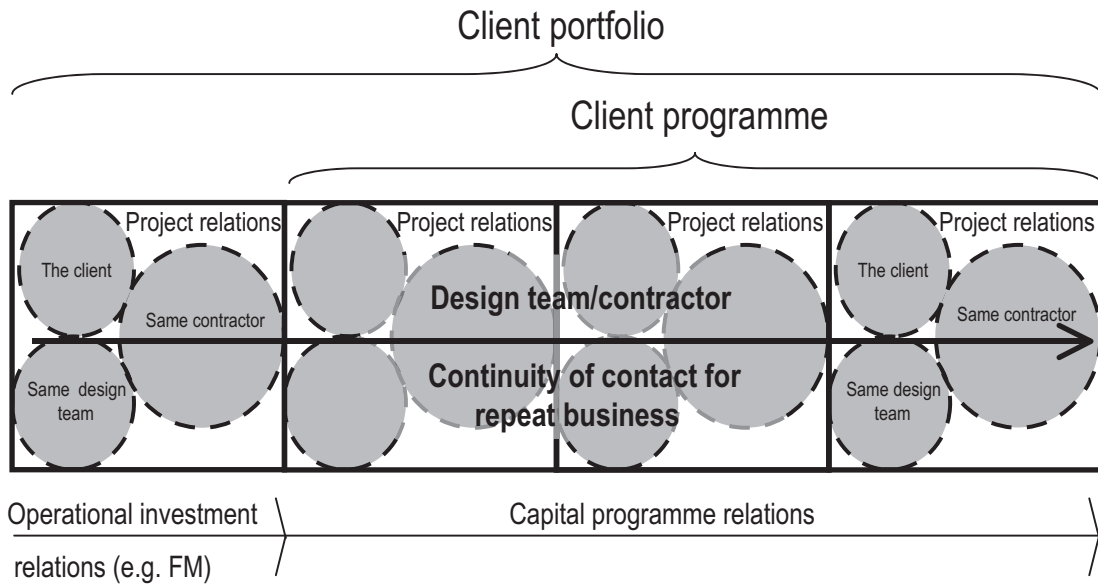 Client portfolio
Client programme
Project relations
Project relations
Project relations
Project relations
The client
The client
Same contractor
Same contractor
Design team/contractor
Continuity of contact for
repeat business
Same design
team
Same design
team
Operational investment
relations (e.g. FM)
Capital programme relations